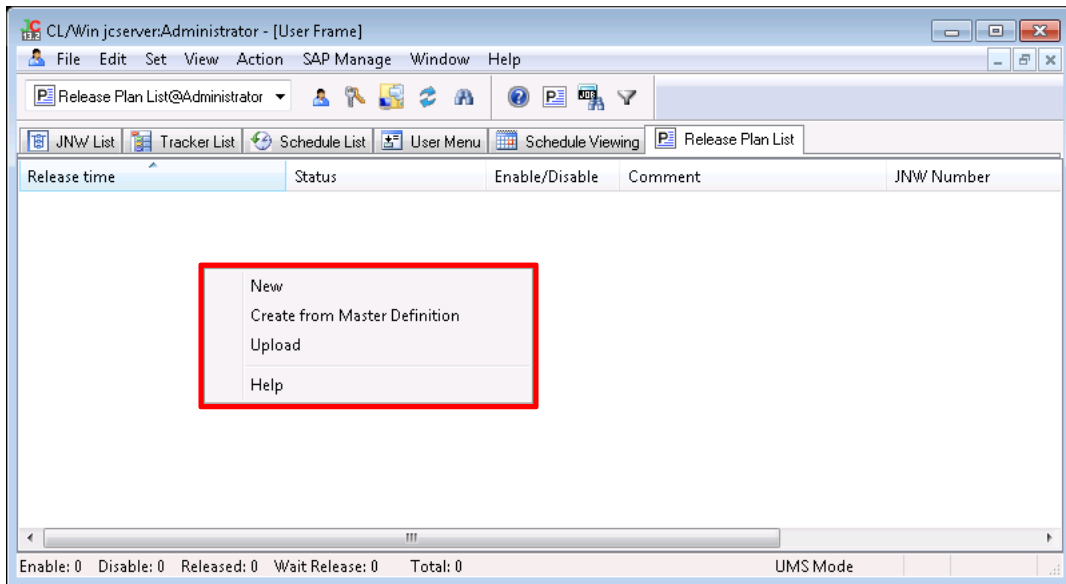 CL/Win jcserver:Administrator - [User Frame]
File Edit Set View Action SAP Manage Window Help
Release Plan List@Administrator
JNW List Tracker List Schedule List User Menu Schedule Viewing Release Plan List
Release time Status Enable/Disable Comment JNW Number
New
Create from Master Definition
Upload
Help
Enable: 0 Disable: 0 Released: 0 Wait Release: 0 Total: 0 UMS Mode